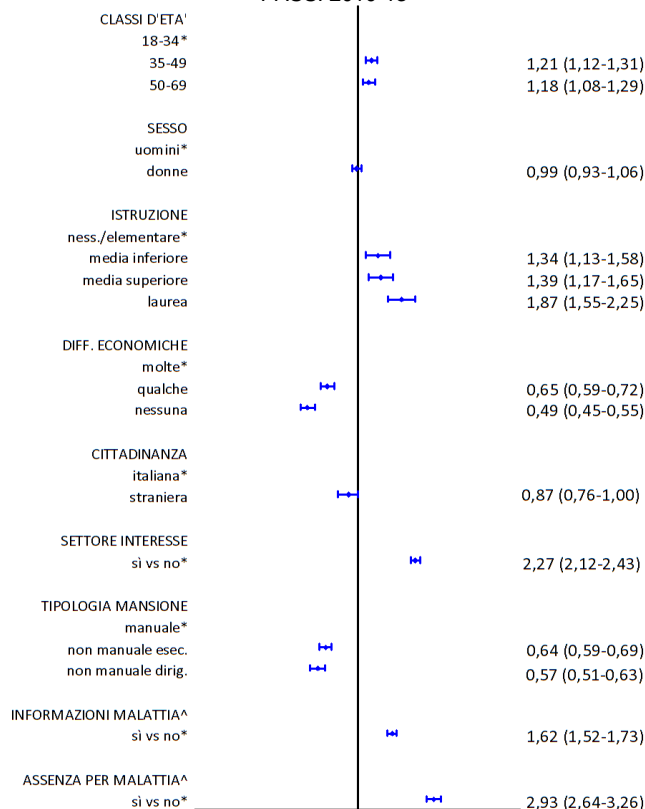 CLASSI D'ETA'
18-34*
35-49 1,21 (1,12-1,31)
50-69 1,18 (1,08-1,29)
SESSO
uomini*
donne 0,99 (0,93-1,06)
ISTRUZIONE
ness./elementare*
media inferiore 1,34 (1,13-1,58)
media superiore 1,39 (1,17-1,65)
laurea 1,87 (1,55-2,25)
DIFF. ECONOMICHE
molte*
qualche 0,65 (0,59-0,72)
nessuna 0,49 (0,45-0,55)
CITTADINANZA
italiana*
straniera 0,87 (0,76-1,00)
SETTORE INTERESSE
sì vs no* 2,27 (2,12-2,43)
TIPOLOGIA MANSIONE
manuale*
non manuale esec. 0,64 (0,59-0,69)
non manuale dirig. 0,57 (0,51-0,63)
INFORMAZIONI MALATTIA^
sì vs no* 1,62 (1,52-1,73)
ASSENZA PER MALATTIA^
sì vs no* 2,93 (2,64-3,26)